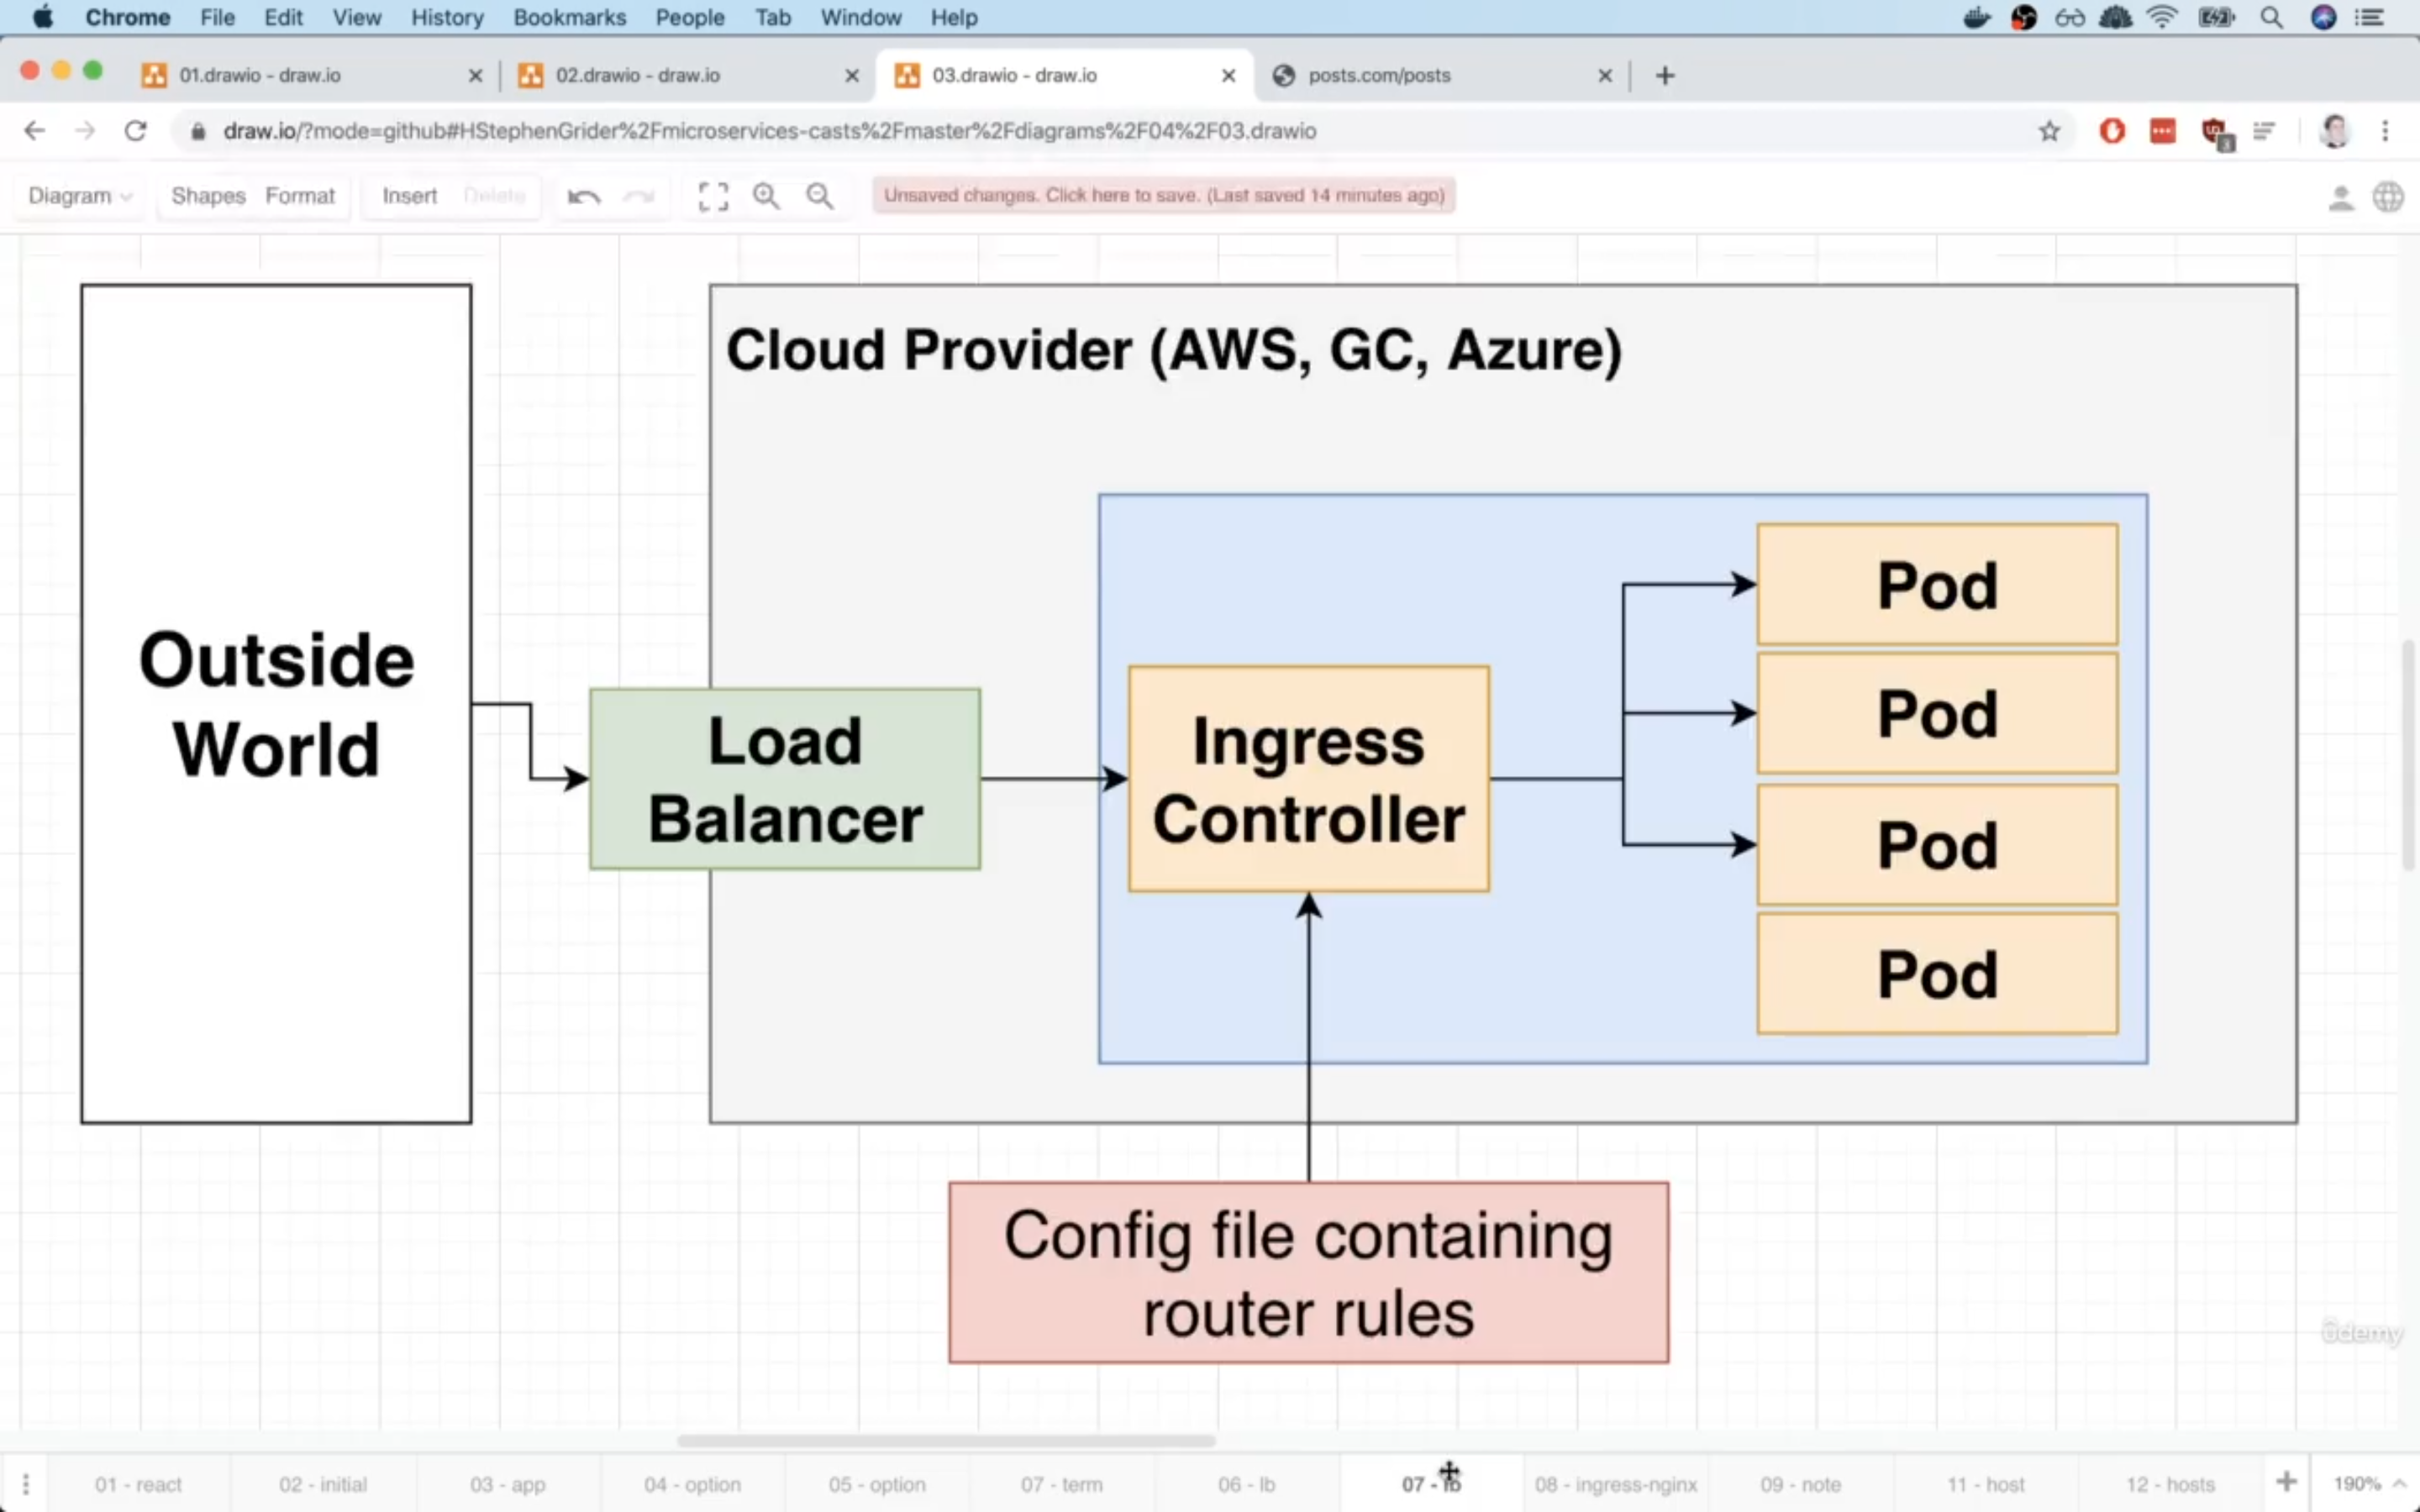 Chrome File Edit View History Bookmarks People Tab Window Help
01.drawio - draw.io
02.drawio - draw.io
03.drawio - draw.io
posts.com/posts
draw.io/?mode=github#HStephenGrider%2Fmicroservices-casts%2Fmaster%2Fdiagrams%2F04%2F03.drawio
Diagram Shapes Format Insert Delete
Unsaved changes. Click here to save. (Last saved 14 minutes ago)
Cloud Provider (AWS, GC, Azure)
Outside
World
Load
Balancer
Ingress
Controller
Pod
Pod
Pod
Pod
Config file containing
router rules
udemy
01 - react
02 - initial
03 - app
04 - option
05 - option
07 - term
06 - lb
07 - lb
08 - ingress-nginx
09 - note
11 - host
12 - hosts
190%